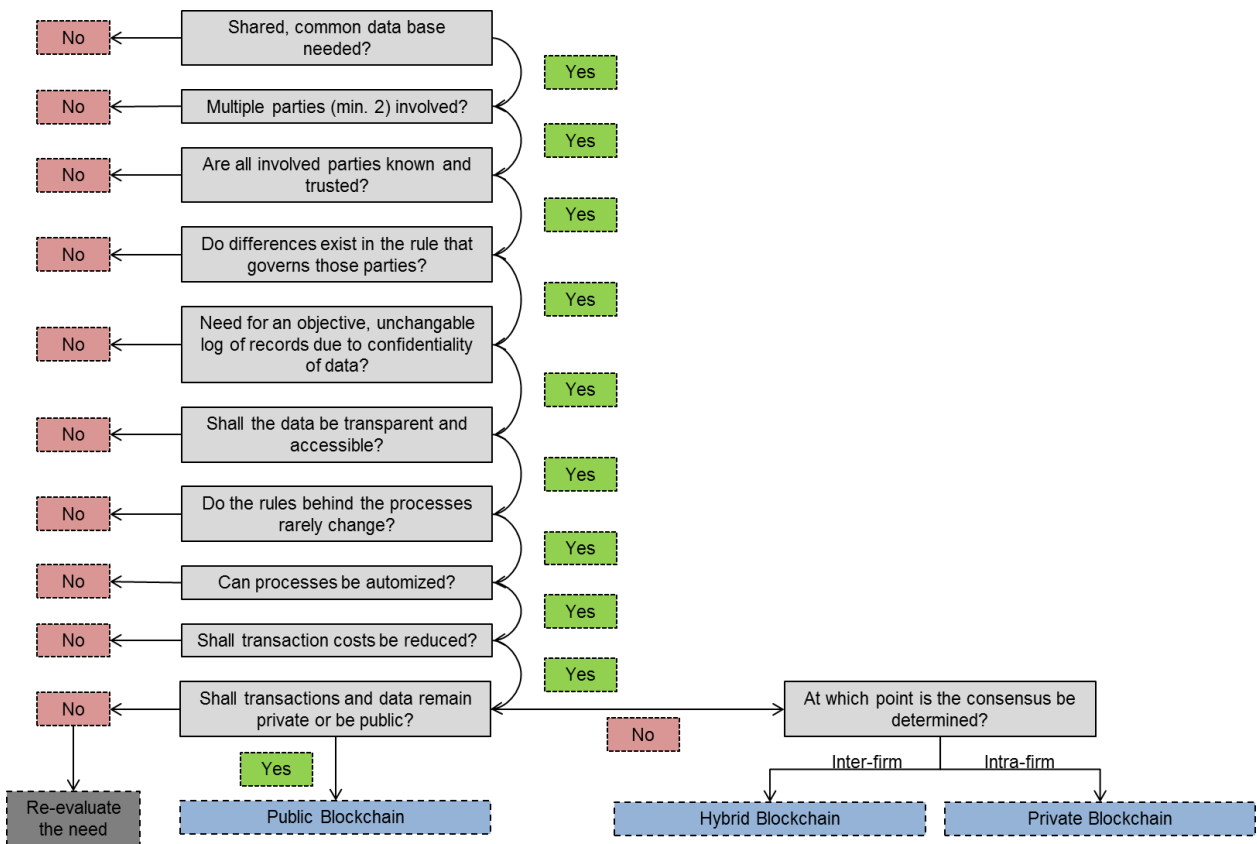 No
Shared, common data base
needed?
Yes
No
Multiple parties (min. 2) involved?
Yes
No
Are all involved parties known and
trusted?
Yes
No
Do differences exist in the rule that
governs those parties?
Yes
No
Need for an objective, unchangable
log of records due to confidentiality
of data?
Yes
No
Shall the data be transparent and
accessible?
Yes
No
Do the rules behind the processes
rarely change?
Yes
No
Can processes be automized?
Yes
No
Shall transaction costs be reduced?
Yes
No
Shall transactions and data remain
private or be public?
No
At which point is the consensus be
determined?
Yes
Inter-firm
Intra-firm
Re-evaluate
the need
Public Blockchain
Hybrid Blockchain
Private Blockchain